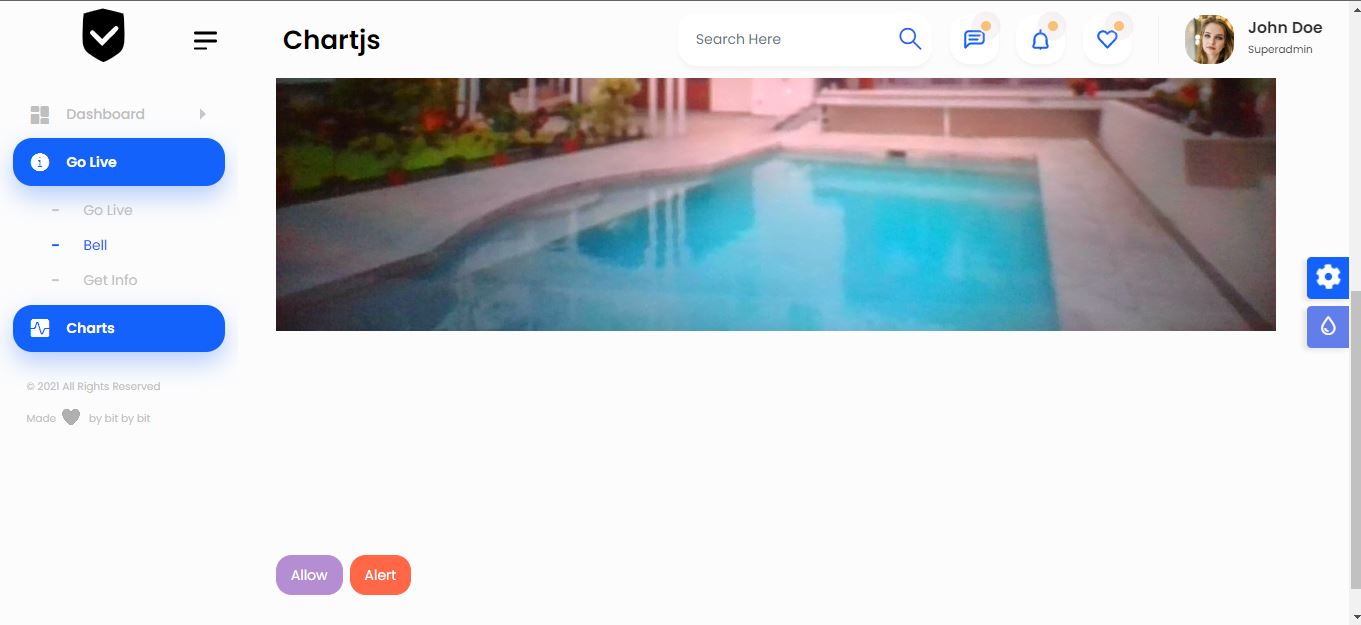 Chartjs
Search Here
John Doe
Superadmin
Dashboard
Go Live
Go Live
Bell
Get Info
Charts
© 2021 All Rights Reserved
Made by bit by bit
Allow
Alert